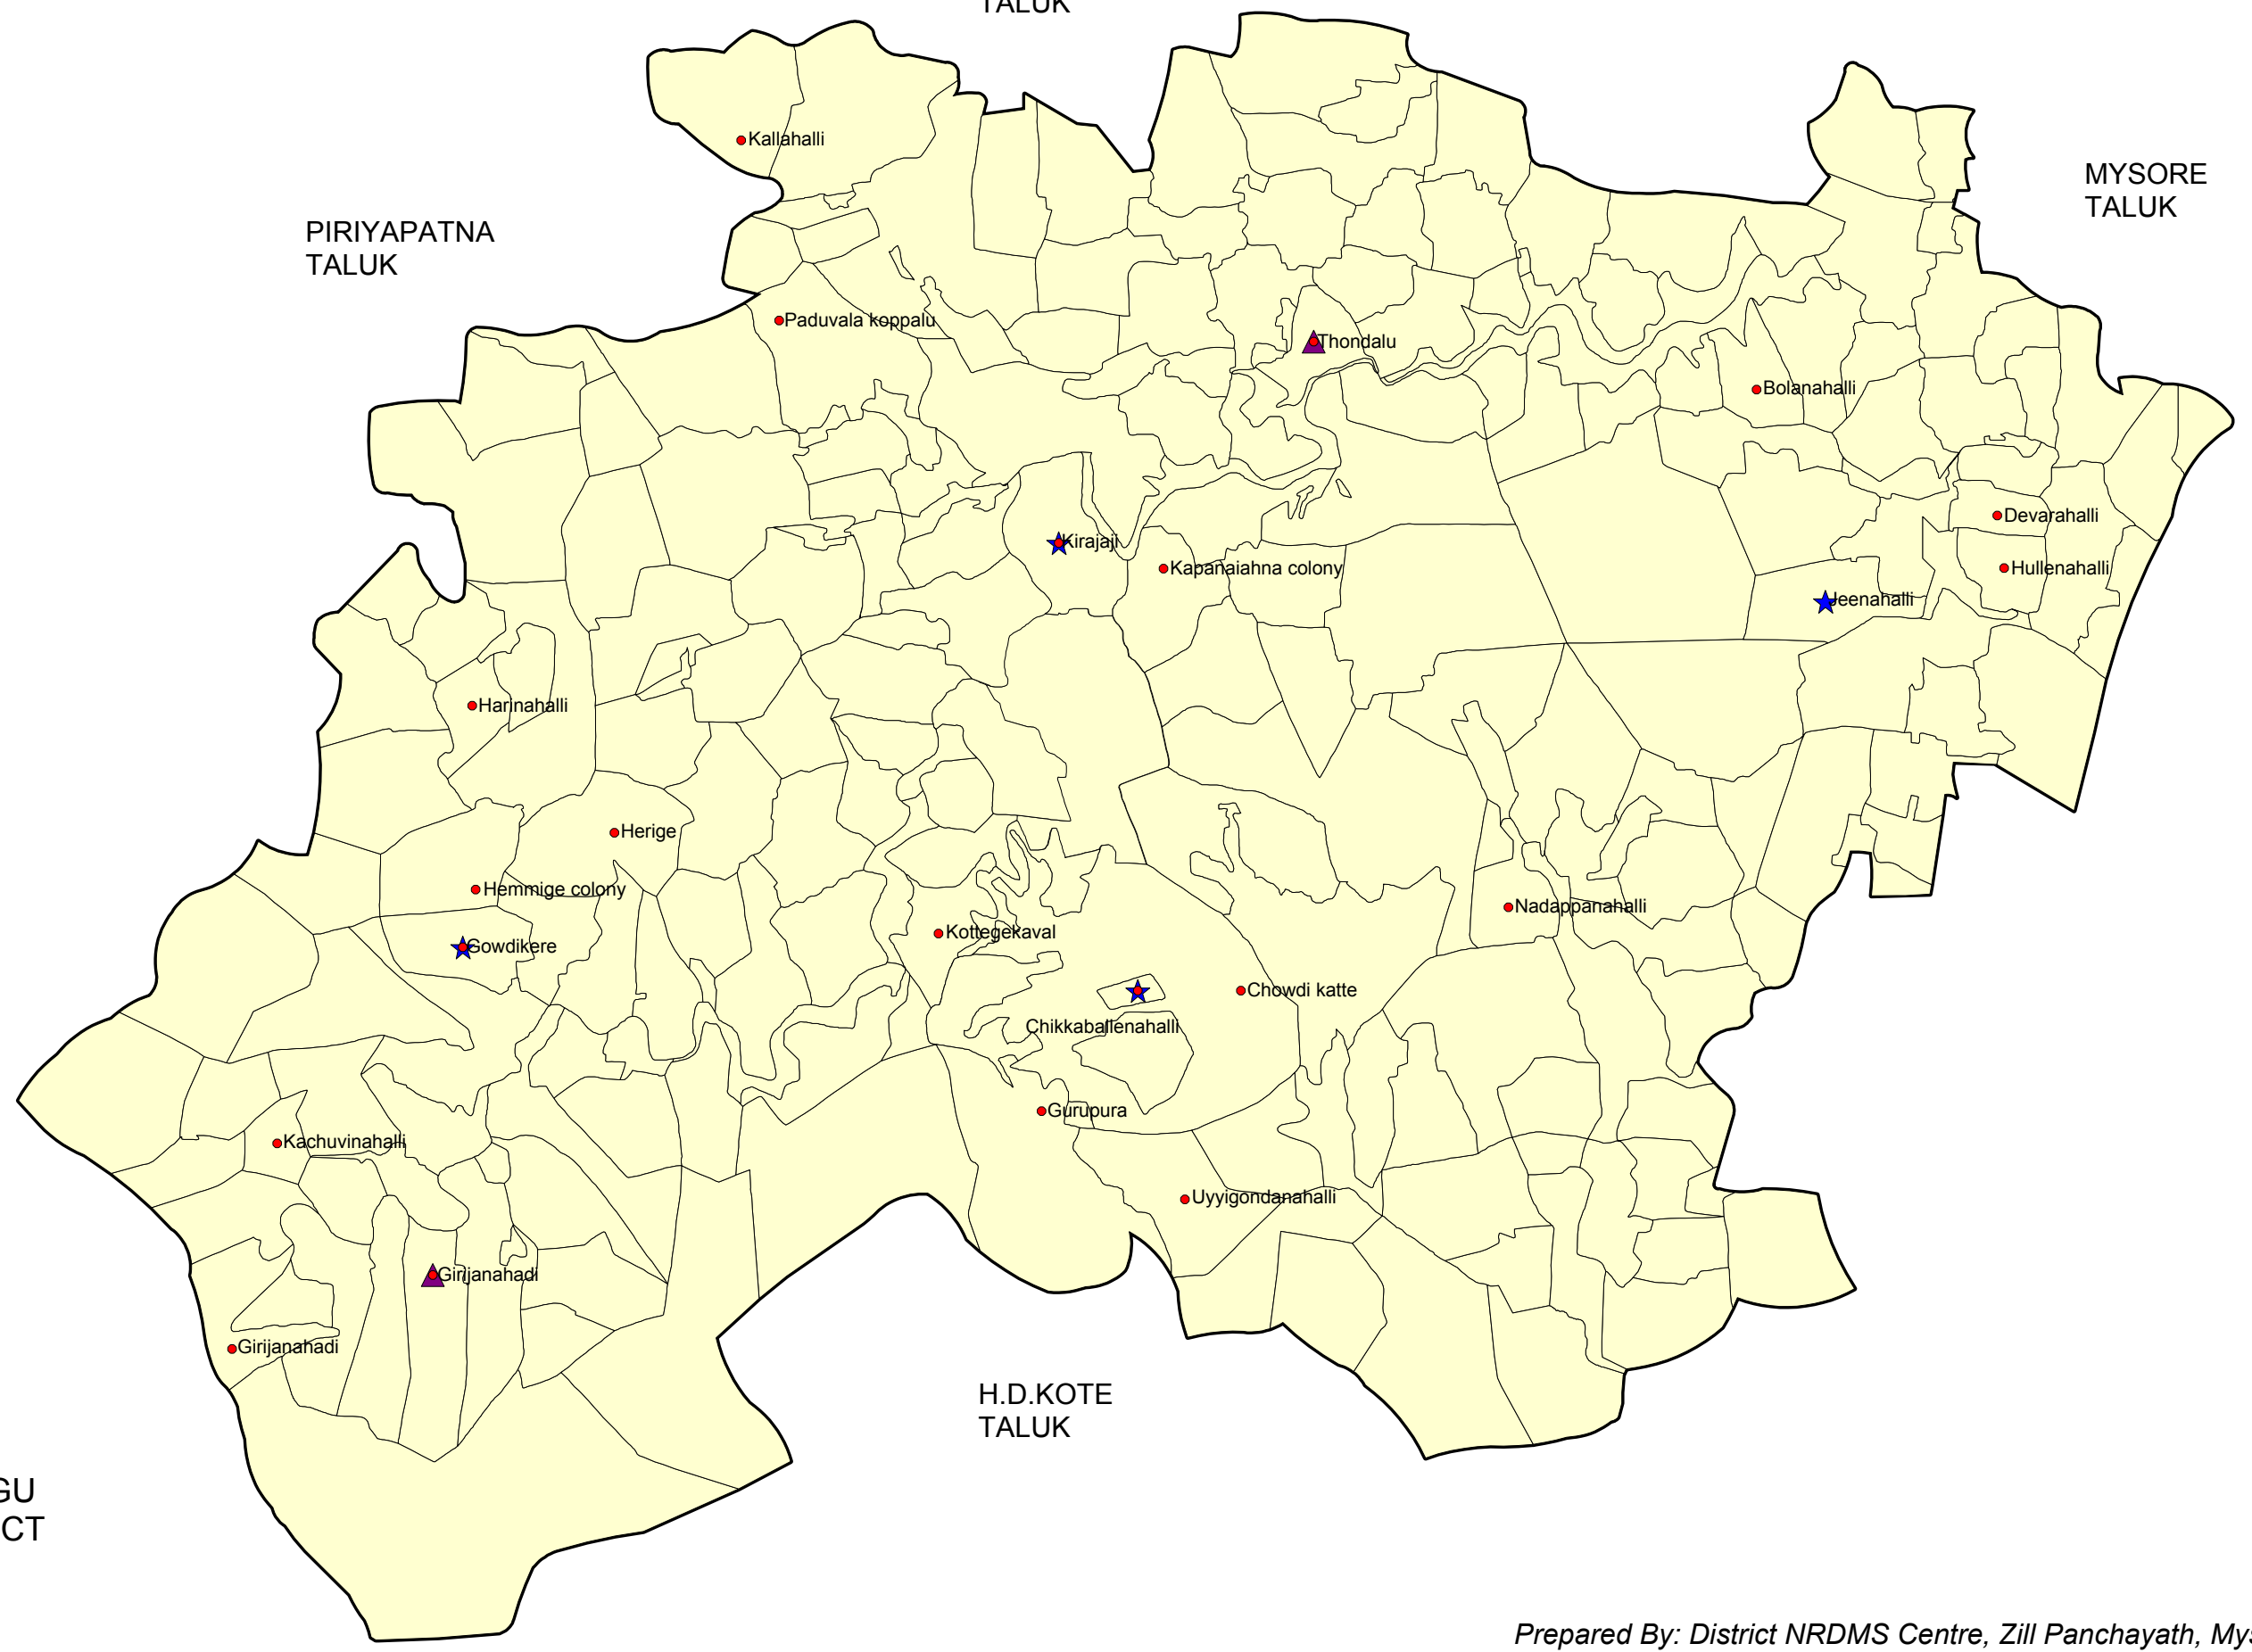 TALUK
Kallahalli
MYSORE
TALUK
PIRIYAPATNA
TALUK
Paduvala koppalu
Thondalu
Bolanahalli
Devarahalli
Kirajaji
Kapanaiahna colony
Hullenahalli
Jeenahalli
Harinahalli
Herige
Hemmige colony
Nadappanahalli
Kottegekaval
Gowdikere
Chowdi katte
Chikkaballenahalli
Gurupura
Kachuvinahalli
Uyyigondanahalli
Girijanahadi
Girijanahadi
H.D.KOTE
TALUK
GU
CT
Prepared By: District NRDMS Centre, Zill Panchayath, Mys